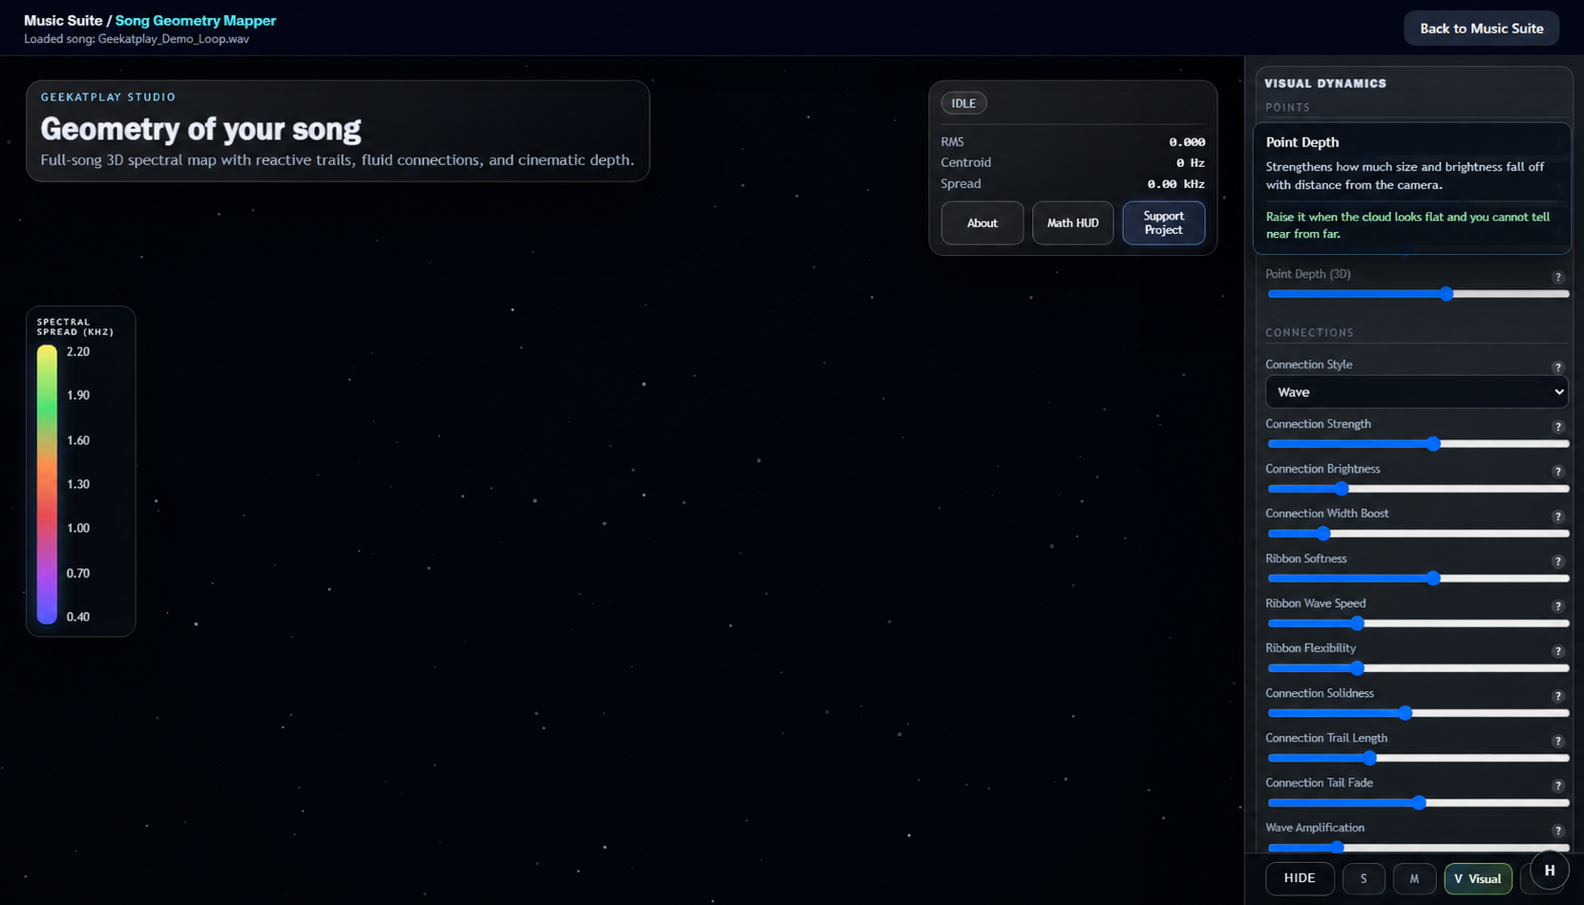 Music Suite / Song Geometry Mapper
Loaded song: Geekatplay_Demo_Loop.wav
Back to Music Suite
GEEKATPLAY STUDIO
Geometry of your song
Full-song 3D spectral map with reactive trails, fluid connections, and cinematic depth.
IDLE
RMS 0.000
Centroid 0 Hz
Spread 0.00 kHz
About
Math HUD
Support
Project
SPECTRAL
SPREAD (KHZ)
2.20
1.90
1.60
1.30
1.00
0.70
0.40
VISUAL DYNAMICS
POINTS
Point Depth
Strengthens how much size and brightness fall off
with distance from the camera.
Raise it when the cloud looks flat and you cannot tell
near from far.
Point Depth (3D) ?
CONNECTIONS
Connection Style ?
Wave
Connection Strength ?
Connection Brightness ?
Connection Width Boost ?
Ribbon Softness ?
Ribbon Wave Speed ?
Ribbon Flexibility ?
Connection Solidness ?
Connection Trail Length ?
Connection Tail Fade ?
Wave Amplification ?
HIDE
S
M
V Visual
H